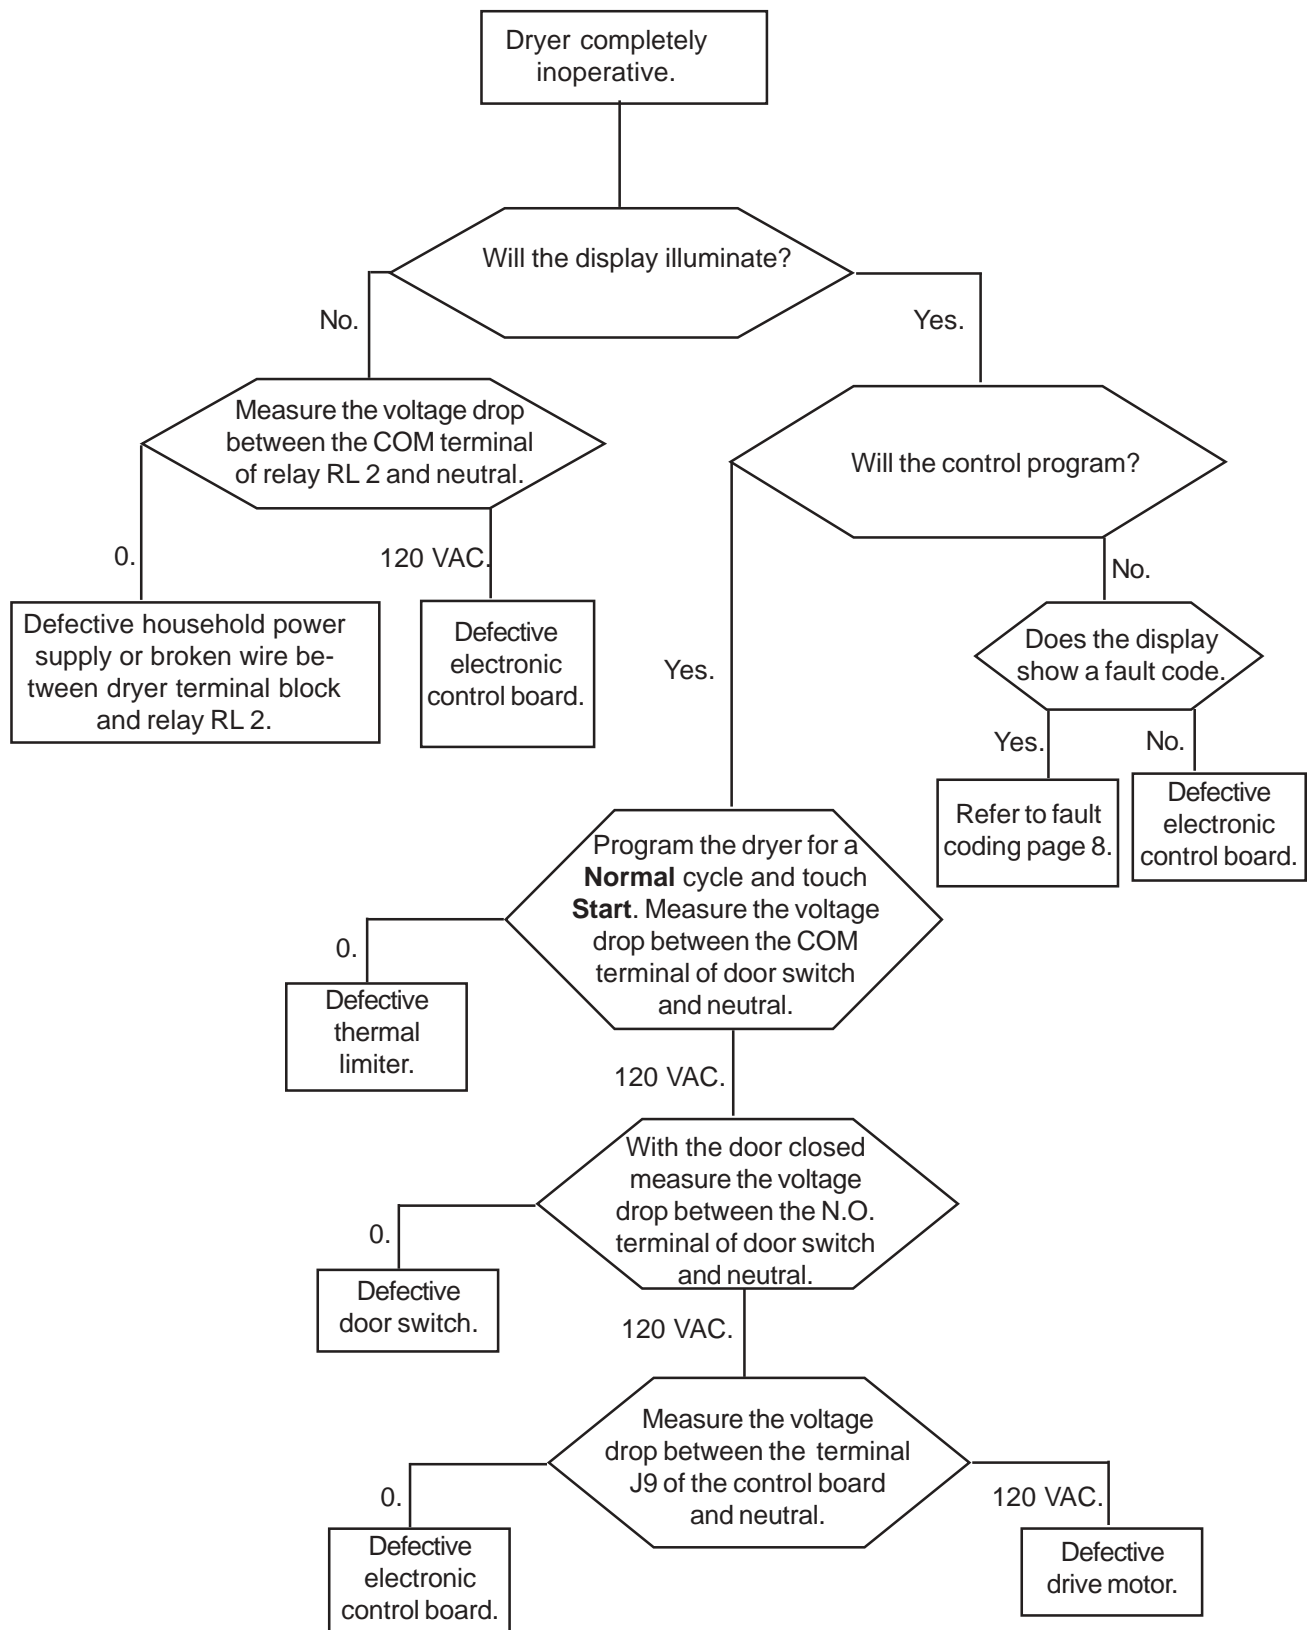 Dryer completely
inoperative.
Will the display illuminate?
No.
Yes.
Measure the voltage drop
between the COM terminal
of relay RL 2 and neutral.
Will the control program?
0.
120 VAC.
No.
Defective household power
supply or broken wire be-
tween dryer terminal block
and relay RL 2.
Defective
electronic
control board.
Does the display
show a fault code.
Yes.
Yes.
No.
Refer to fault
coding page 8.
Defective
electronic
control board.
Program the dryer for a
Normal cycle and touch
Start. Measure the voltage
drop between the COM
terminal of door switch
and neutral.
0.
Defective
thermal
limiter.
120 VAC.
With the door closed
measure the voltage
drop between the N.O.
terminal of door switch
and neutral.
0.
Defective
door switch.
120 VAC.
Measure the voltage
drop between the terminal
J9 of the control board
and neutral.
0.
120 VAC.
Defective
electronic
control board.
Defective
drive motor.